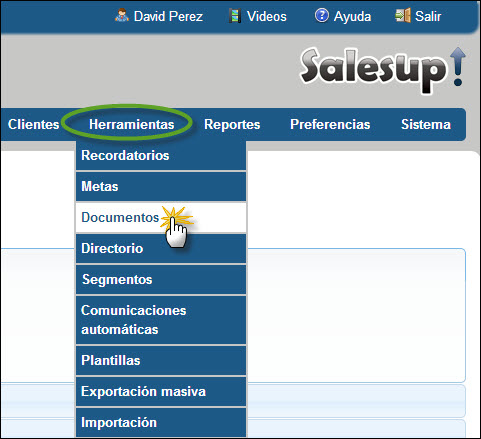 David Perez Videos Ayuda Salir
Salesup!
Clientes Herramientas Reportes Preferencias Sistema
Recordatorios
Metas
Documentos
Directorio
Segmentos
Comunicaciones
automáticas
Plantillas
Exportación masiva
Importación